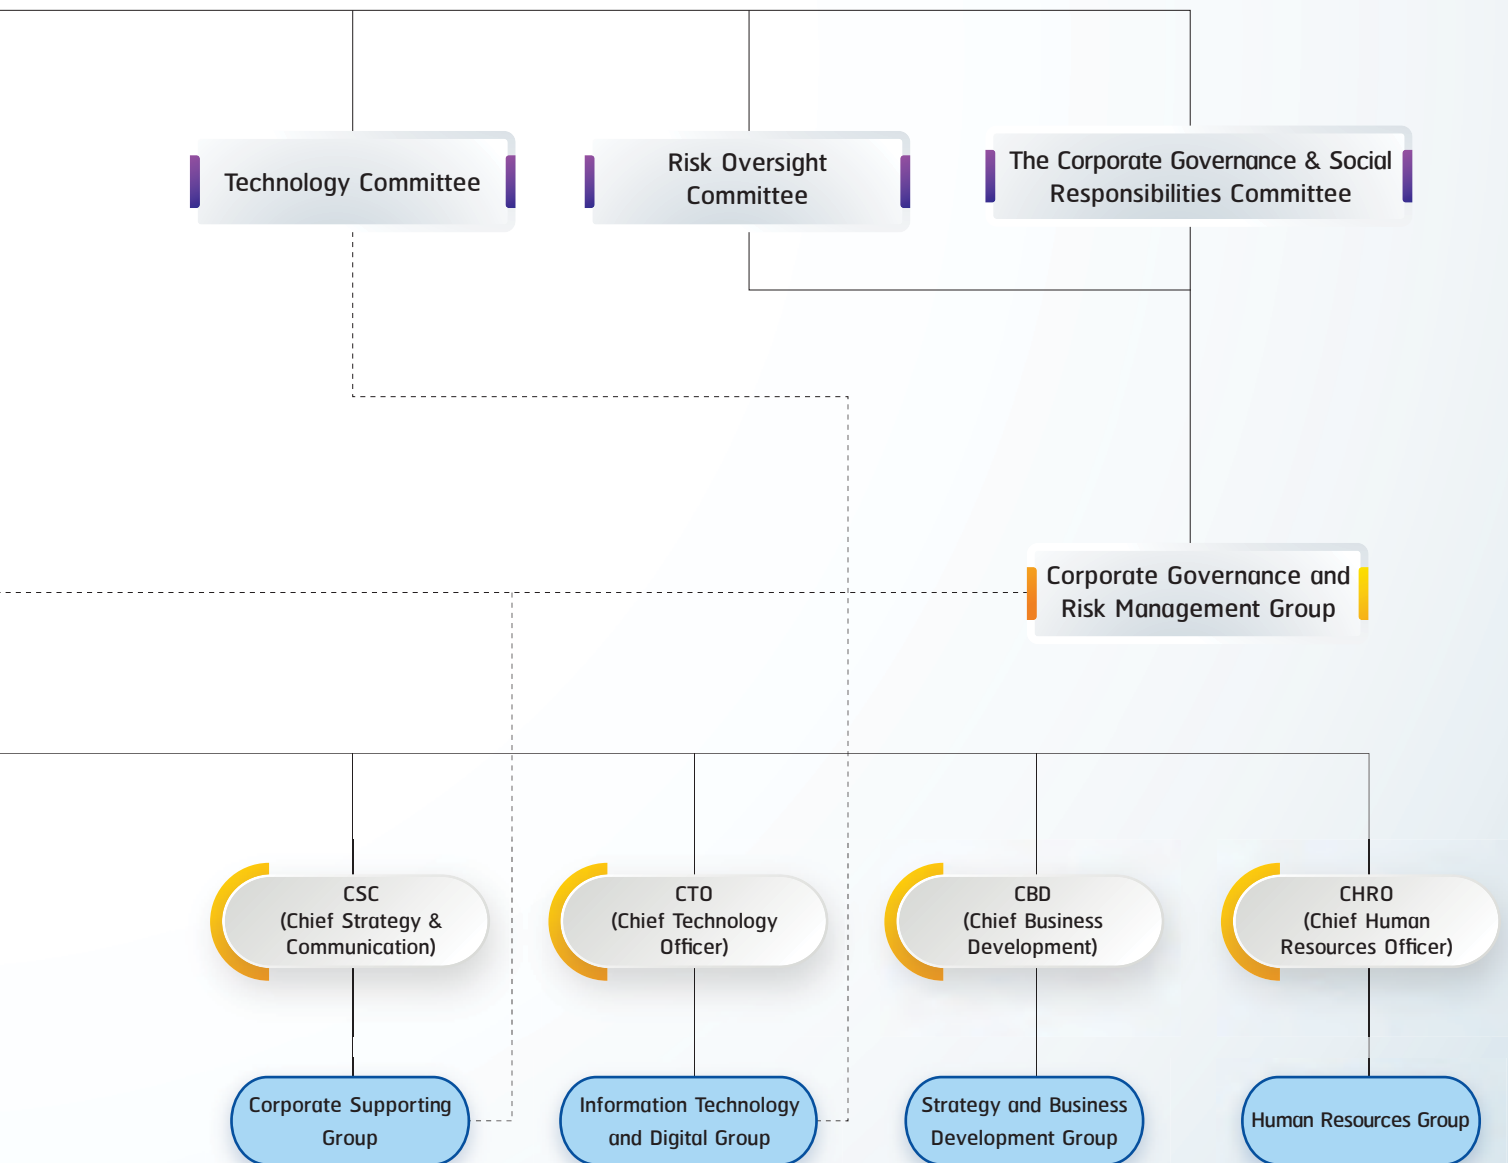 Technology Committee
Risk Oversight
Committee
The Corporate Governance & Social
Responsibilities Committee
Corporate Governance and
Risk Management Group
CSC
(Chief Strategy &
Communication)
CTO
(Chief Technology
Officer)
CBD
(Chief Business
Development)
CHRO
(Chief Human
Resources Officer)
Corporate Supporting
Group
Information Technology
and Digital Group
Strategy and Business
Development Group
Human Resources Group